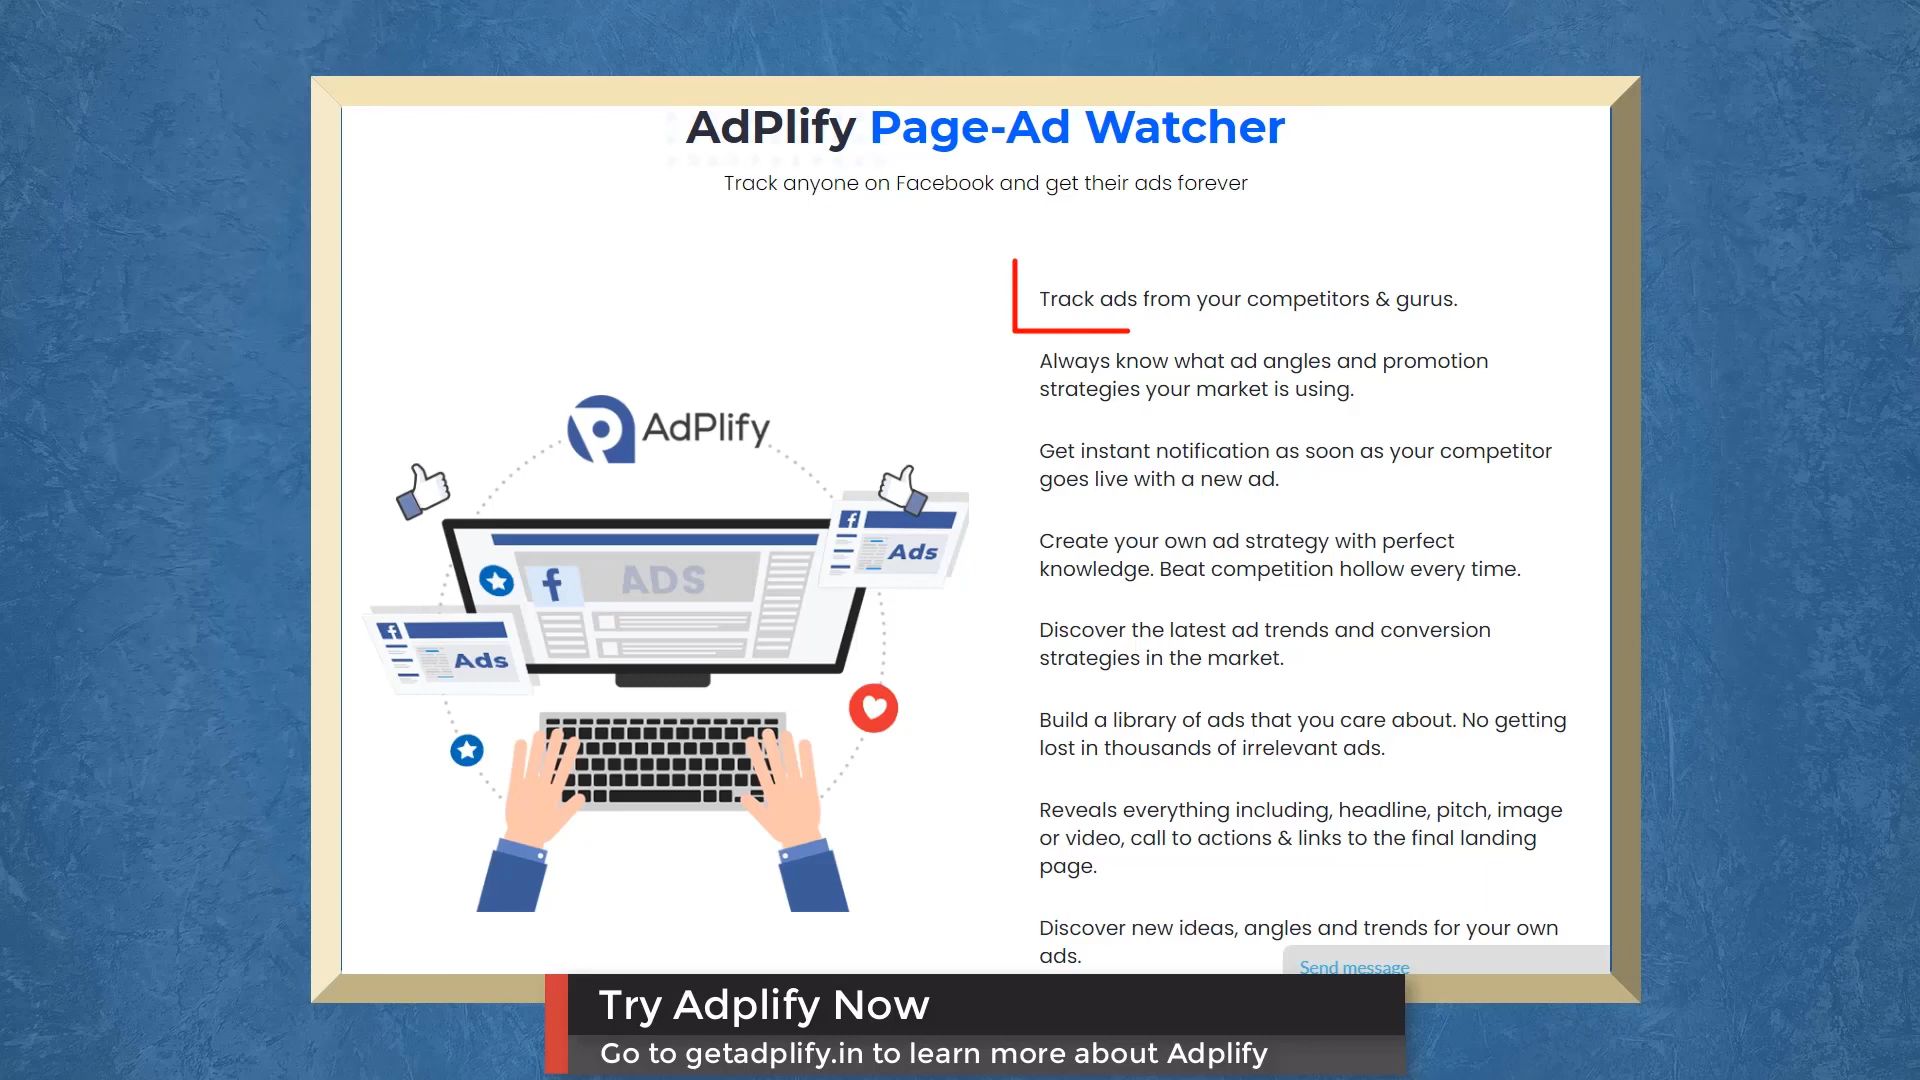 AdPlify Page-Ad Watcher
Track anyone on Facebook and get their ads forever
Track ads from your competitors & gurus.
Always know what ad angles and promotion
strategies your market is using.
Get instant notification as soon as your competitor
goes live with a new ad.
Create your own ad strategy with perfect
knowledge. Beat competition hollow every time.
Discover the latest ad trends and conversion
strategies in the market.
Build a library of ads that you care about. No getting
lost in thousands of irrelevant ads.
Reveals everything including, headline, pitch, image
or video, call to actions & links to the final landing
page.
Discover new ideas, angles and trends for your own
ads.
AdPlify
f
Ads
f
ADS
f
Ads
Send message
Try Adplify Now
Go to getadplify.in to learn more about Adplify